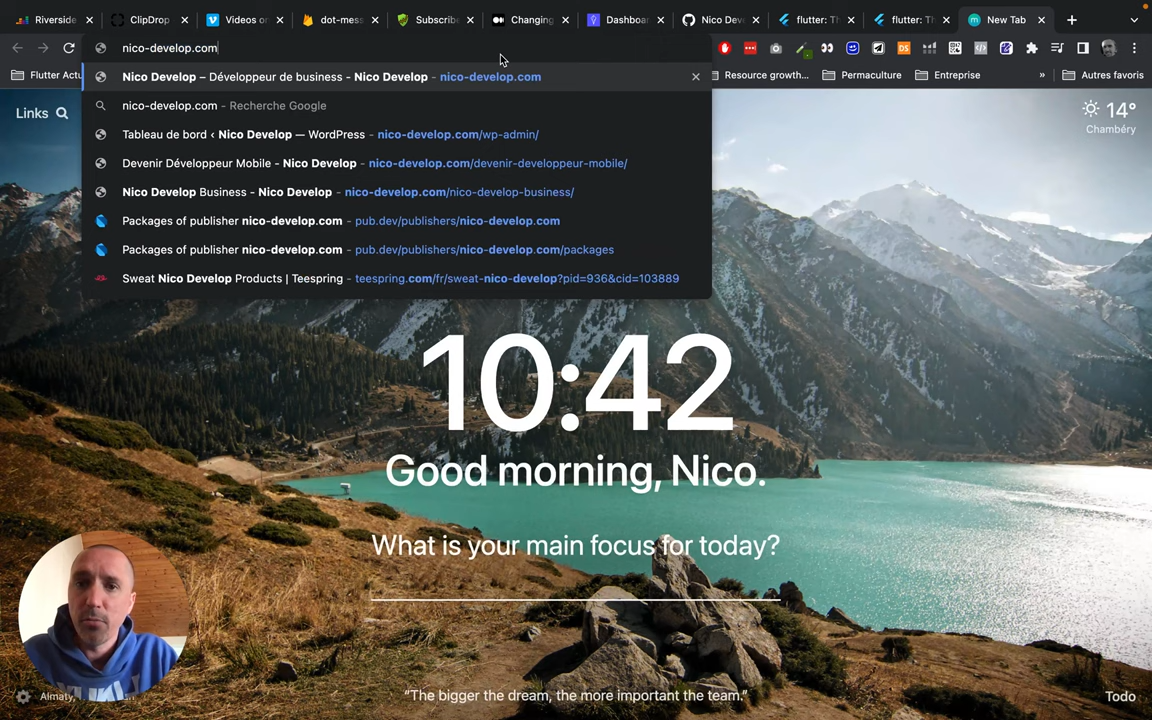 Riverside
ClipDrop
Videos on
dot-mess
Subscribe
Changing
Dashboar
Nico Dev
flutter: Th
flutter: Th
New Tab
nico-develop.com
Flutter Actu
Resource growth...
Permaculture
Entreprise
»
Autres favoris
Nico Develop – Développeur de business - Nico Develop - nico-develop.com
nico-develop.com - Recherche Google
Tableau de bord ‹ Nico Develop — WordPress - nico-develop.com/wp-admin/
Devenir Développeur Mobile - Nico Develop - nico-develop.com/devenir-developpeur-mobile/
Nico Develop Business - Nico Develop - nico-develop.com/nico-develop-business/
Packages of publisher nico-develop.com - pub.dev/publishers/nico-develop.com
Packages of publisher nico-develop.com - pub.dev/publishers/nico-develop.com/packages
Sweat Nico Develop Products | Teespring - teespring.com/fr/sweat-nico-develop?pid=936&cid=103889
Links
14°
Chambéry
10:42
Good morning, Nico.
What is your main focus for today?
Almaty,
"The bigger the dream, the more important the team."
Todo